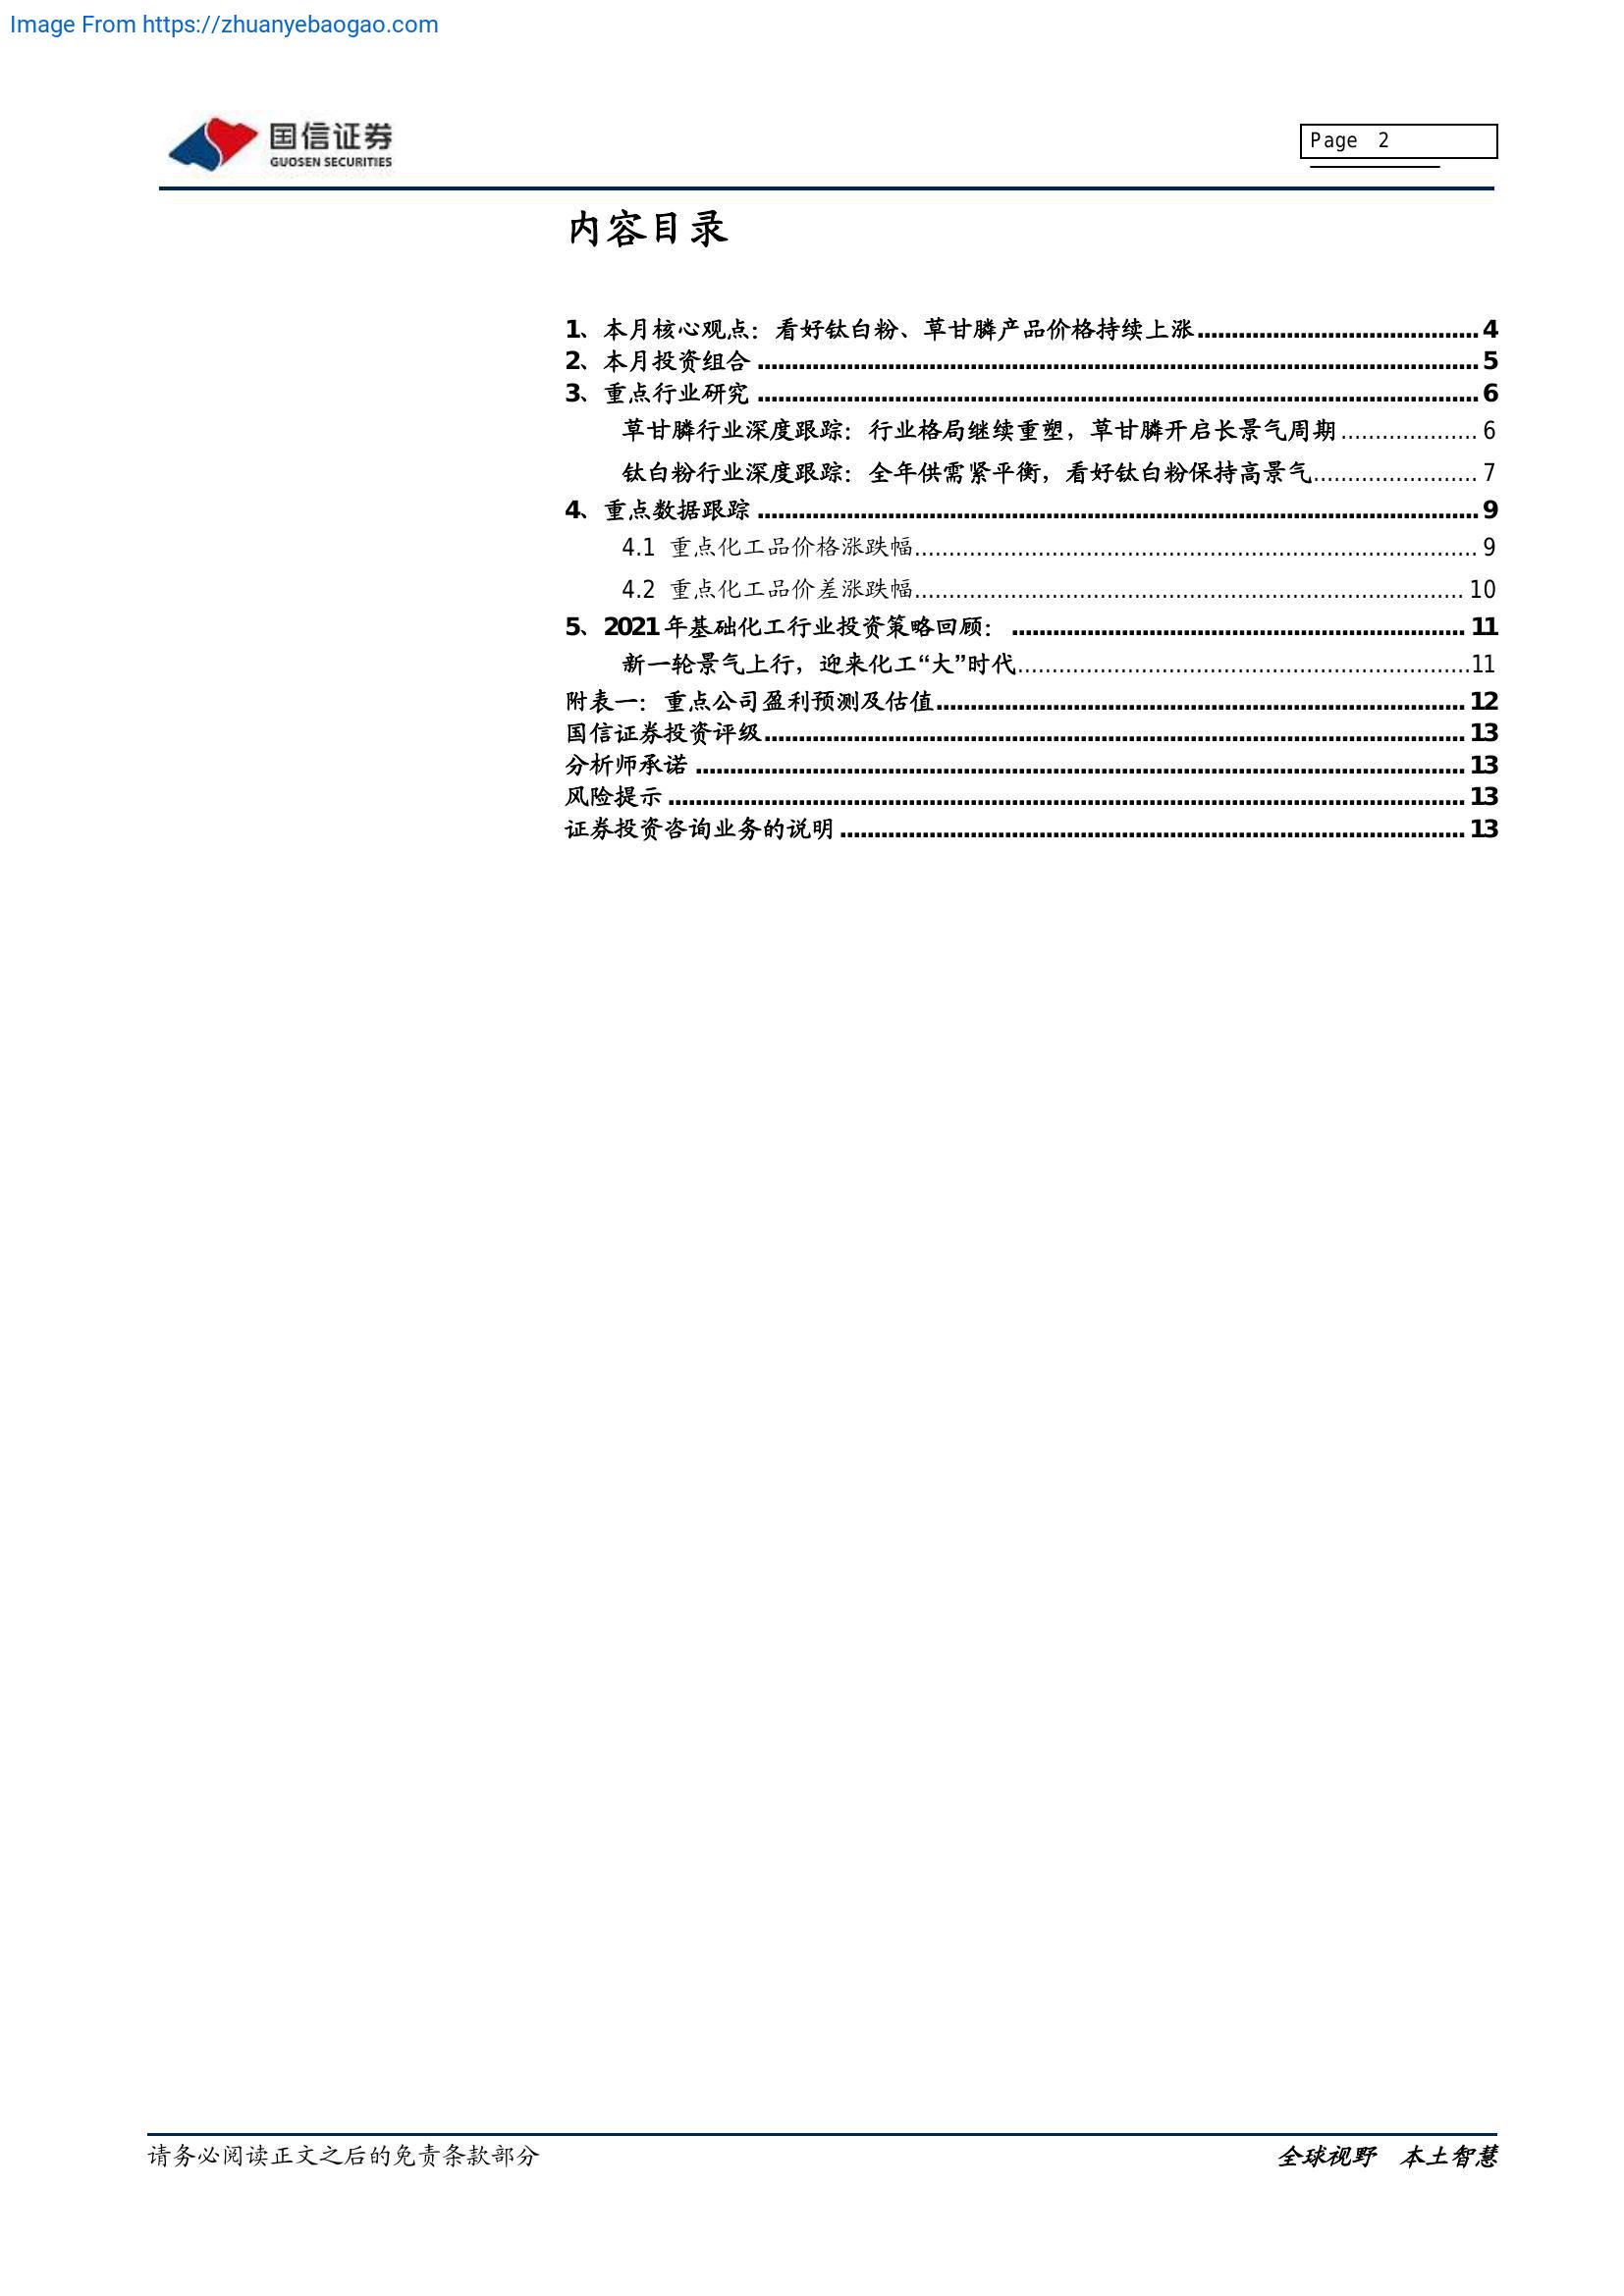 Image From https://zhuanyebaogao.com
国信证券
GUOSEN SECURITIES
Page 2
内容目录
1、本月核心观点：看好钛白粉、草甘膦产品价格持续上涨.........................................4
2、本月投资组合.........................................5
3、重点行业研究.........................................6
草甘膦行业深度跟踪：行业格局继续重塑，草甘膦开启长景气周期....................6
钛白粉行业深度跟踪：全年供需紧平衡，看好钛白粉保持高景气........................7
4、重点数据跟踪.........................................9
4.1 重点化工品价格涨跌幅.........................................9
4.2 重点化工品价差涨跌幅.........................................10
5、2021 年基础化工行业投资策略回顾：.........................................11
新一轮景气上行，迎来化工“大”时代.........................................11
附表一：重点公司盈利预测及估值.........................................12
国信证券投资评级.........................................13
分析师承诺.........................................13
风险提示.........................................13
证券投资咨询业务的说明.........................................13
请务必阅读正文之后的免责条款部分
全球视野 本土智慧